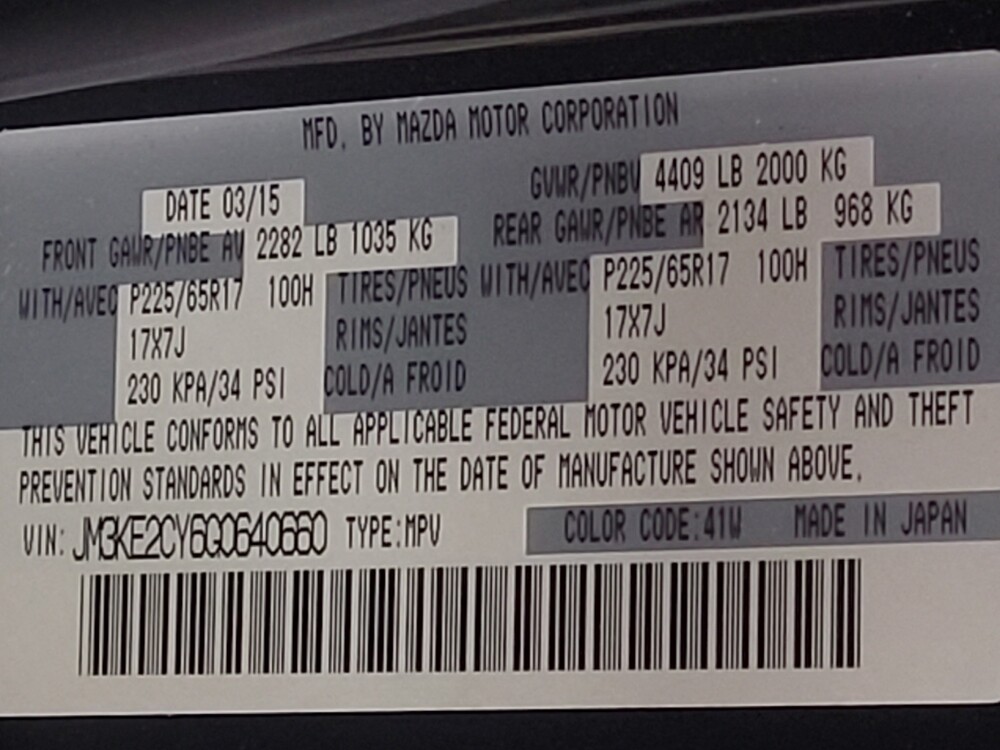 MFD. BY MAZDA MOTOR CORPORATION
DATE 03/15 GVWR/PNBV 4409 LB 2000 KG
FRONT GAWR/PNBE AV 2282 LB 1035 KG REAR GAWR/PNBE AR 2134 LB 968 KG
WITH/AVEC P225/65R17 100H TIRES/PNEUS WITH/AVEC P225/65R17 100H TIRES/PNEUS
17X7J RIMS/JANTES 17X7J RIMS/JANTES
230 KPA/34 PSI COLD/A FROID 230 KPA/34 PSI COLD/A FROID
THIS VEHICLE CONFORMS TO ALL APPLICABLE FEDERAL MOTOR VEHICLE SAFETY AND THEFT
PREVENTION STANDARDS IN EFFECT ON THE DATE OF MANUFACTURE SHOWN ABOVE.
VIN: JM3KE2CY6G0640660 TYPE:MPV COLOR CODE:41W MADE IN JAPAN